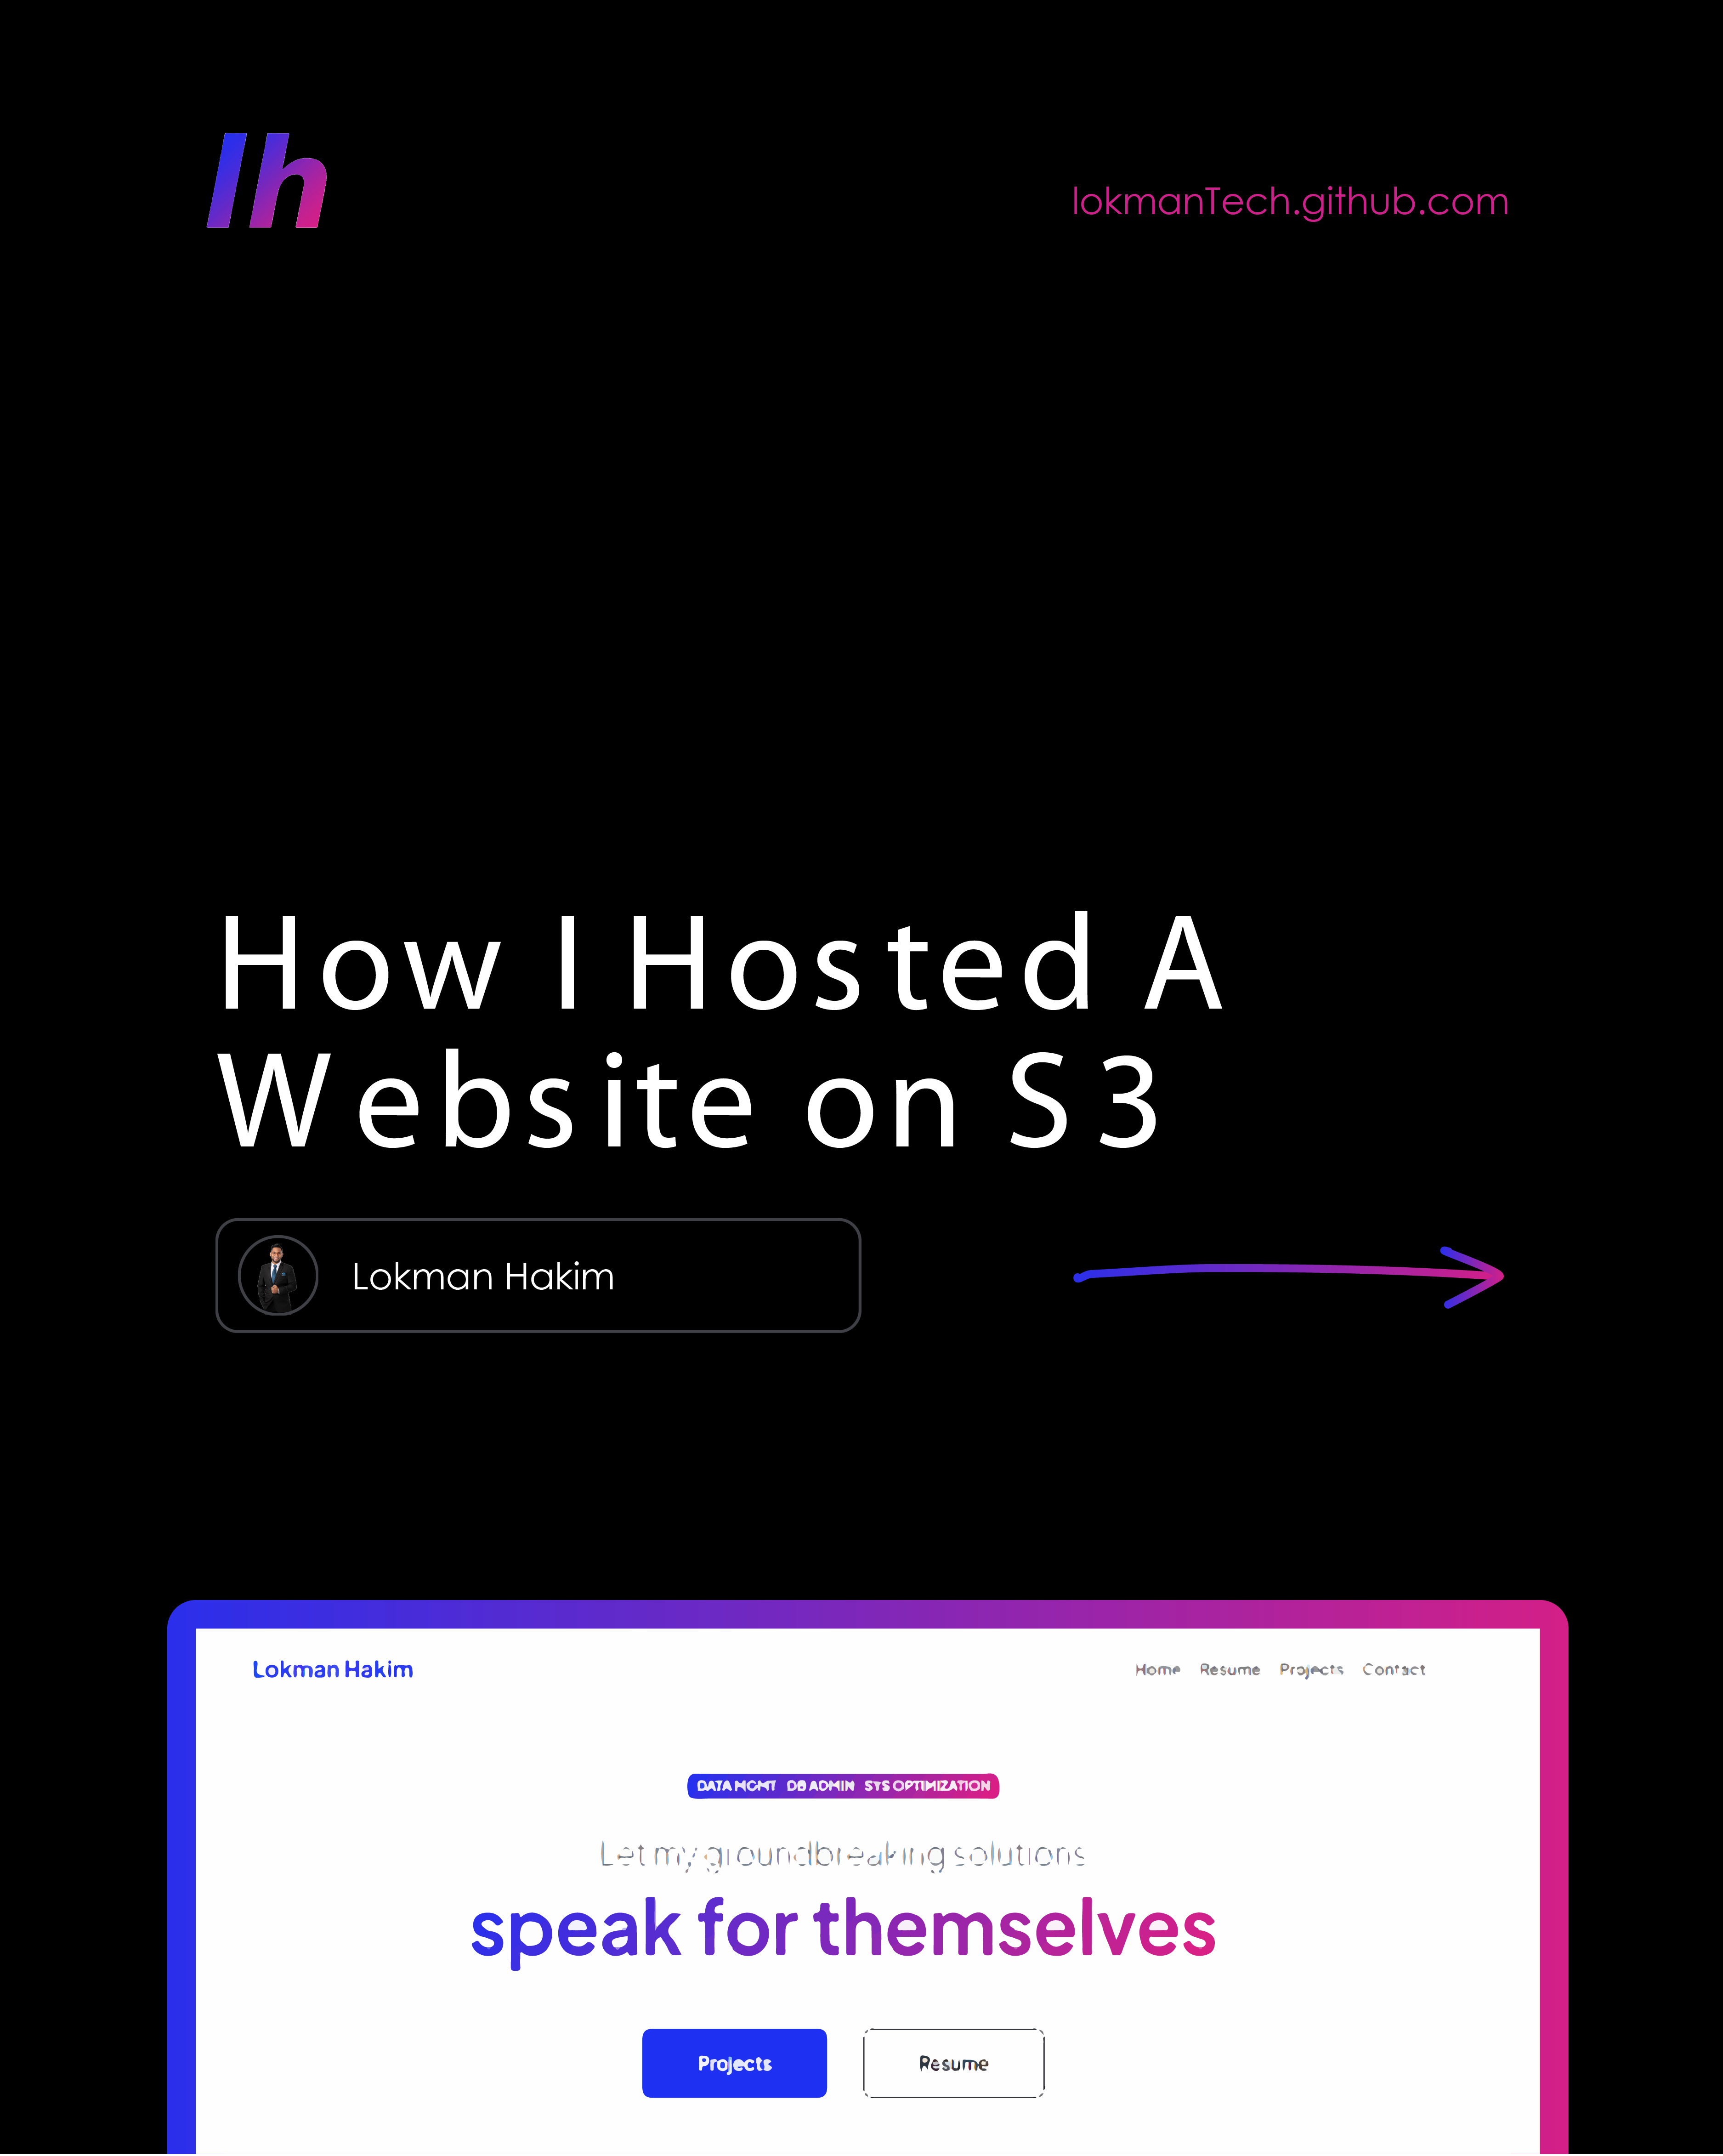 lh
lokmanTech.github.com
How I Hosted A
Website on S3
Lokman Hakim
Lokman Hakim
Home Resume Projects Contact
DATA MGMT DB ADMIN SYS OPTIMIZATION
Let my groundbreaking solutions
speak for themselves
Projects Resume